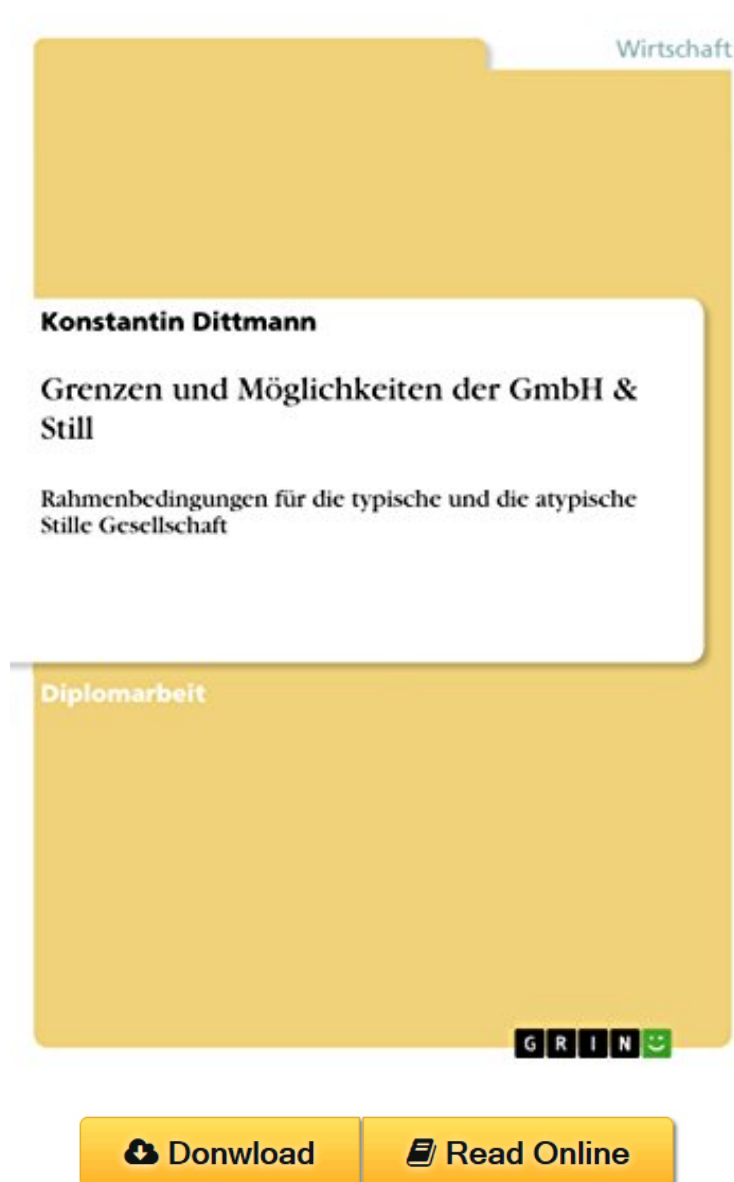 Wirtschaft
Konstantin Dittmann
Grenzen und Möglichkeiten der GmbH &
Still
Rahmenbedingungen für die typische und die atypische
Stille Gesellschaft
Diplomarbeit
GRIN
Donwload
Read Online